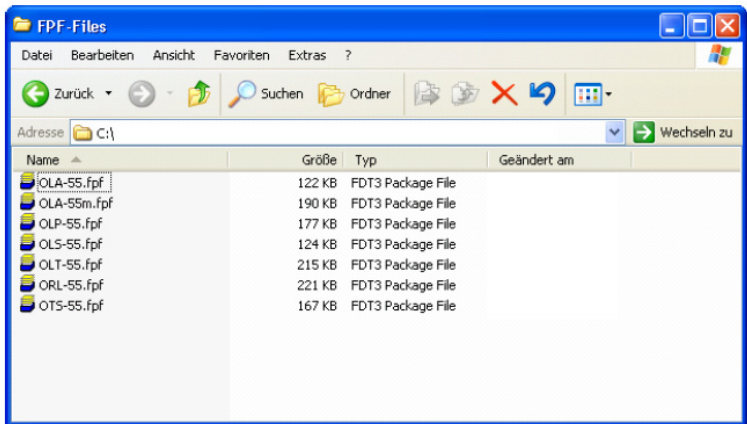 FPF-Files
Datei Bearbeiten Ansicht Favoriten Extras ?
Zurück Suchen Ordner
Adresse C:\ Wechseln zu
Name Größe Typ Geändert am
OLA-55.fpf 122 KB FDT3 Package File
OLA-55m.fpf 190 KB FDT3 Package File
OLP-55.fpf 177 KB FDT3 Package File
OLS-55.fpf 124 KB FDT3 Package File
OLT-55.fpf 215 KB FDT3 Package File
ORL-55.fpf 221 KB FDT3 Package File
OTS-55.fpf 167 KB FDT3 Package File